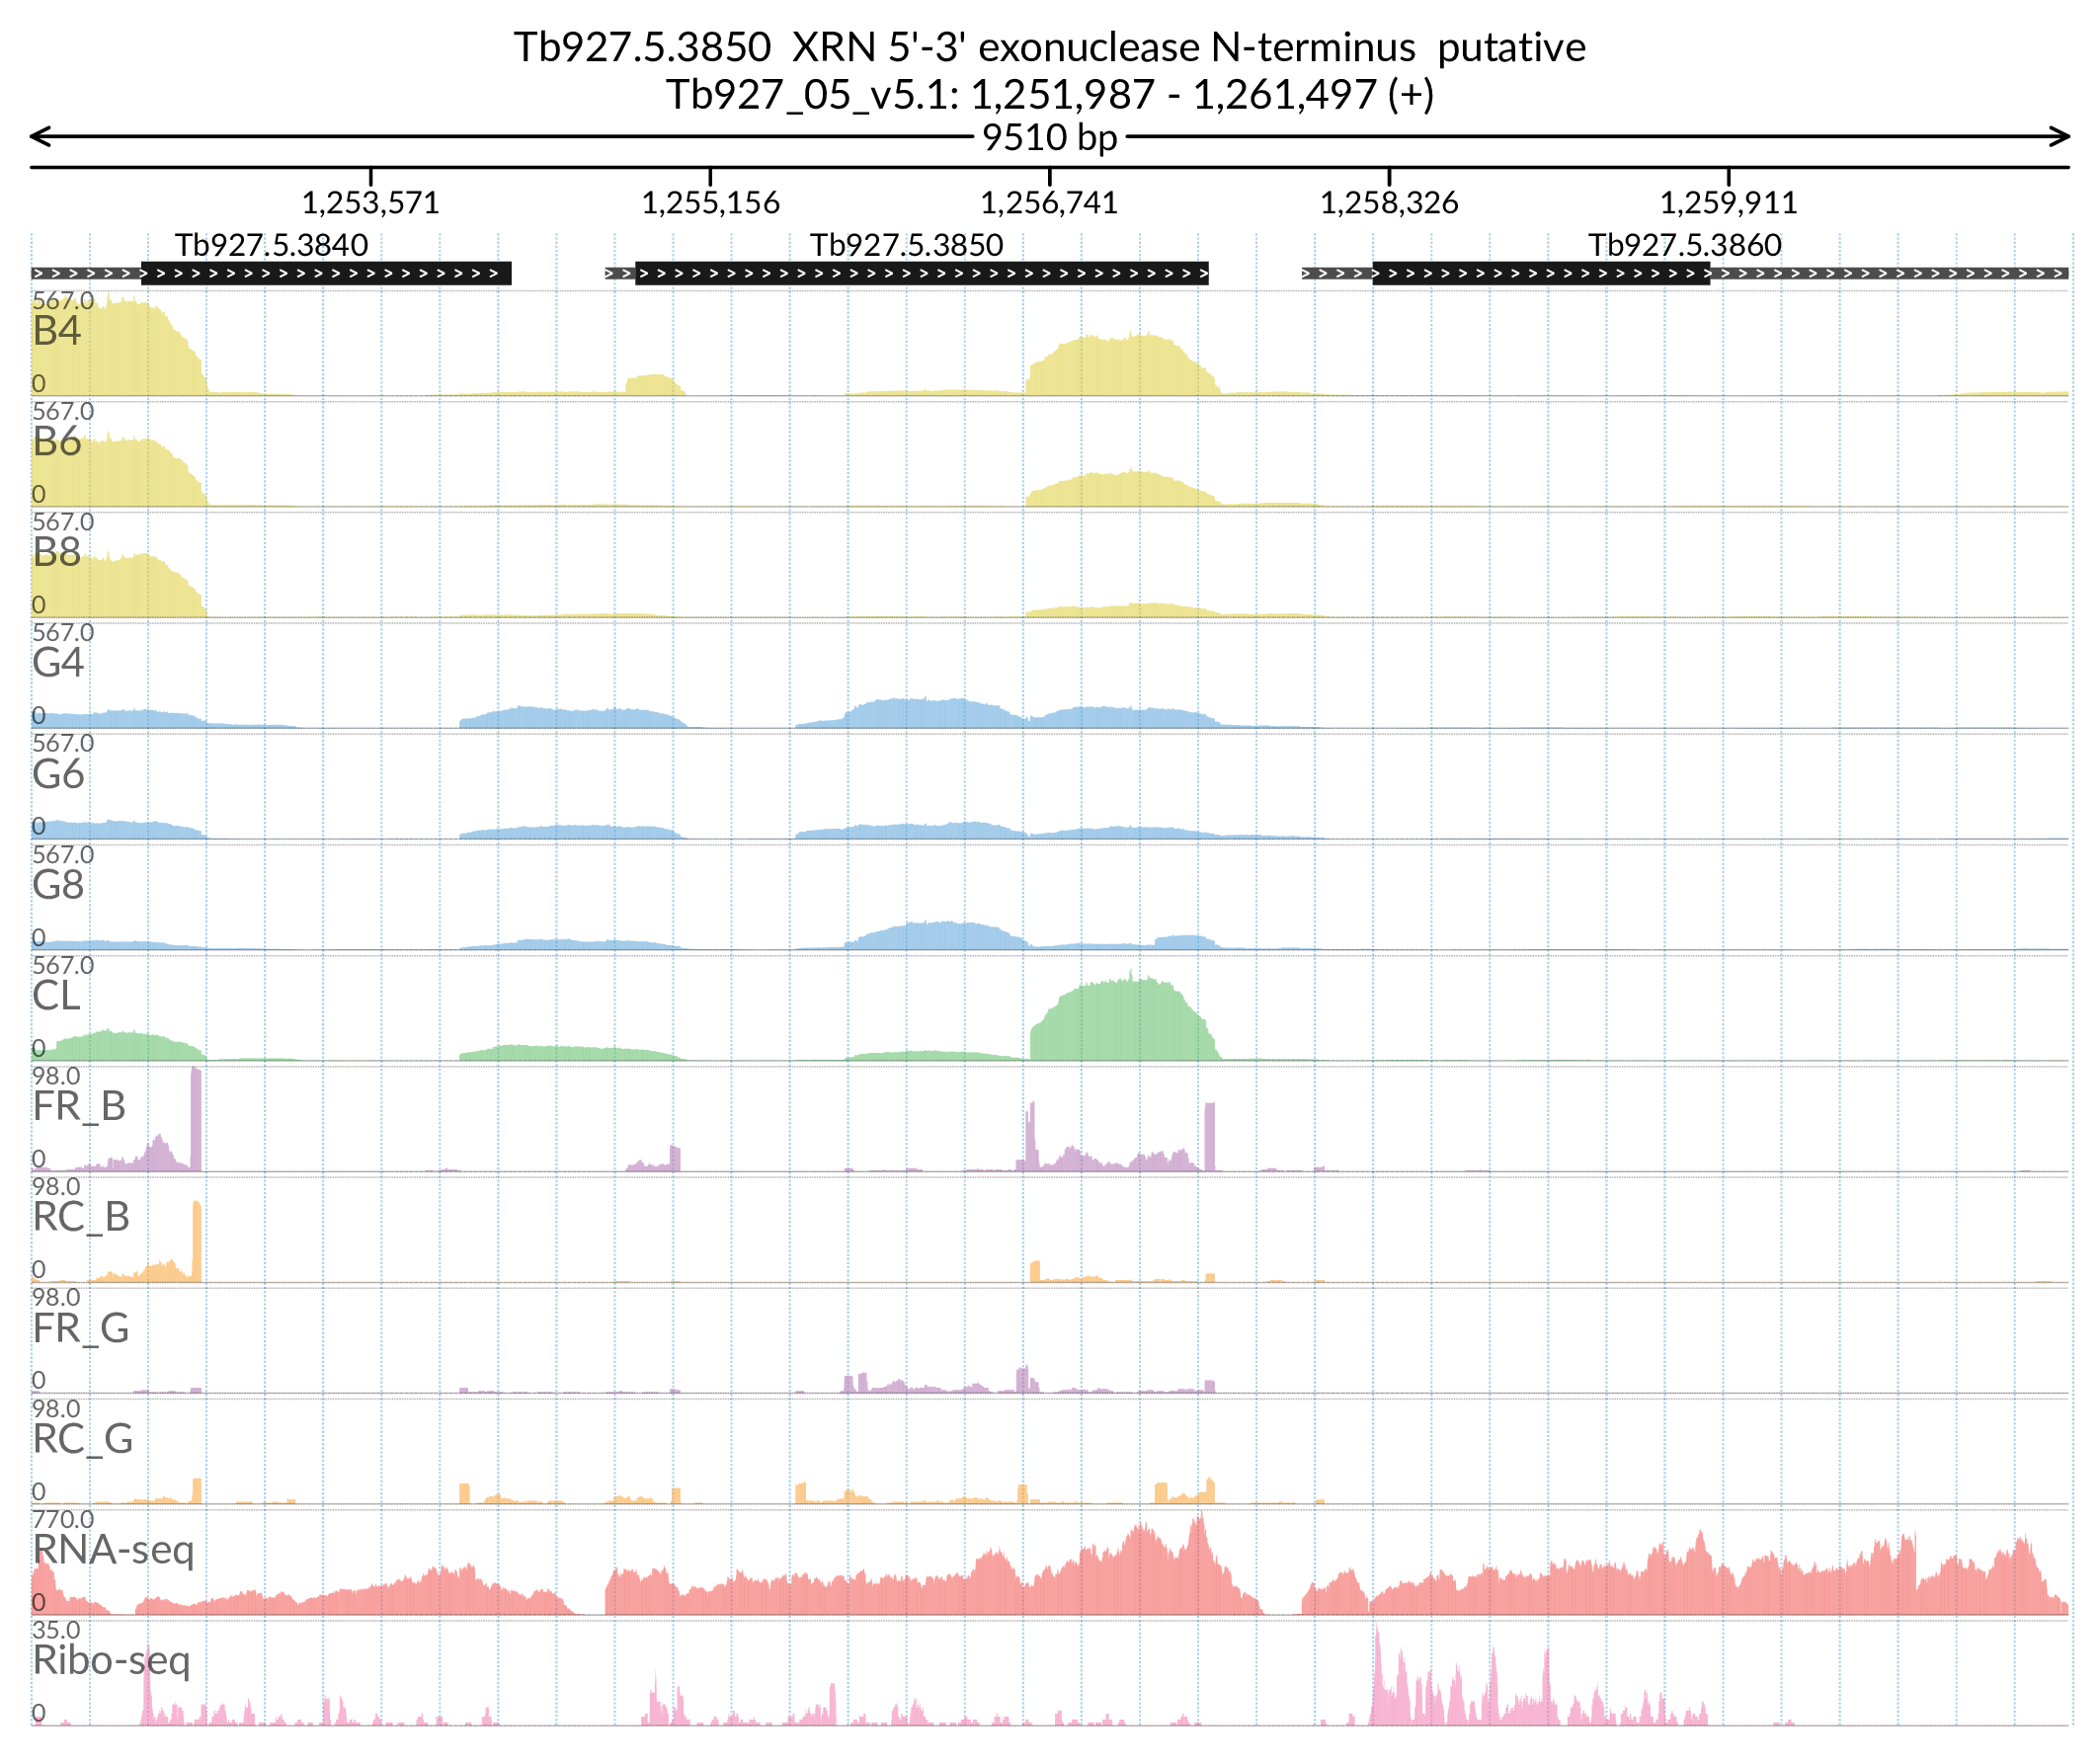 Tb927.5.3850  XRN 5'-3' exonuclease N-terminus  putative
Tb927_05_v5.1: 1,251,987 - 1,261,497 (+)
9510 bp
1,253,571 1,255,156 1,256,741 1,258,326 1,259,911
Tb927.5.3840 Tb927.5.3850 Tb927.5.3860
567.0
B4
0
567.0
B6
0
567.0
B8
0
567.0
G4
0
567.0
G6
0
567.0
G8
0
567.0
CL
0
98.0
FR_B
0
98.0
RC_B
0
98.0
FR_G
0
98.0
RC_G
0
770.0
RNA-seq
0
35.0
Ribo-seq
0